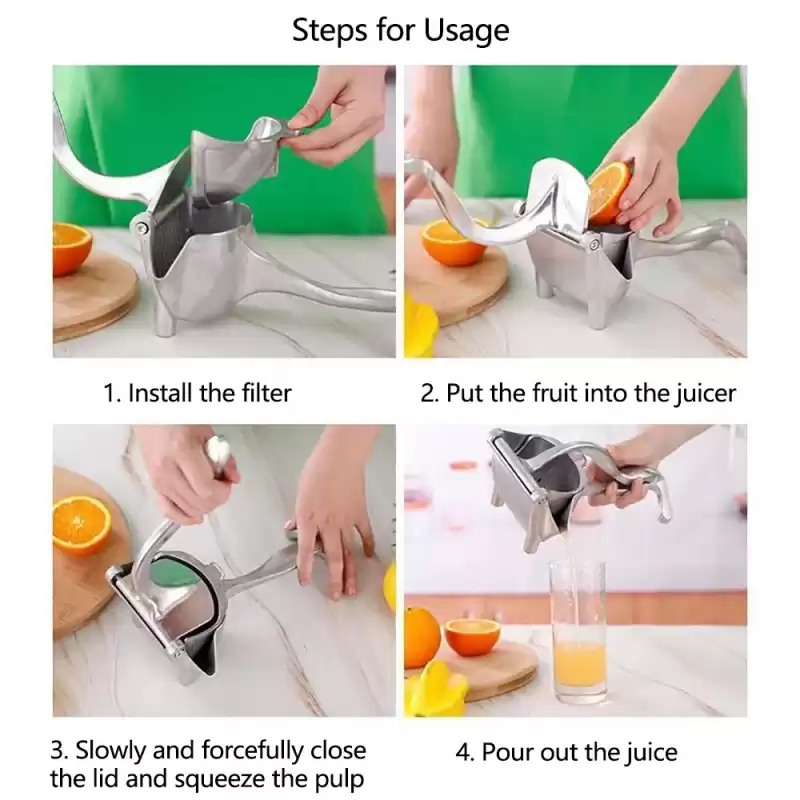 Steps for Usage
1. Install the filter
2. Put the fruit into the juicer
3. Slowly and forcefully close
the lid and squeeze the pulp
4. Pour out the juice